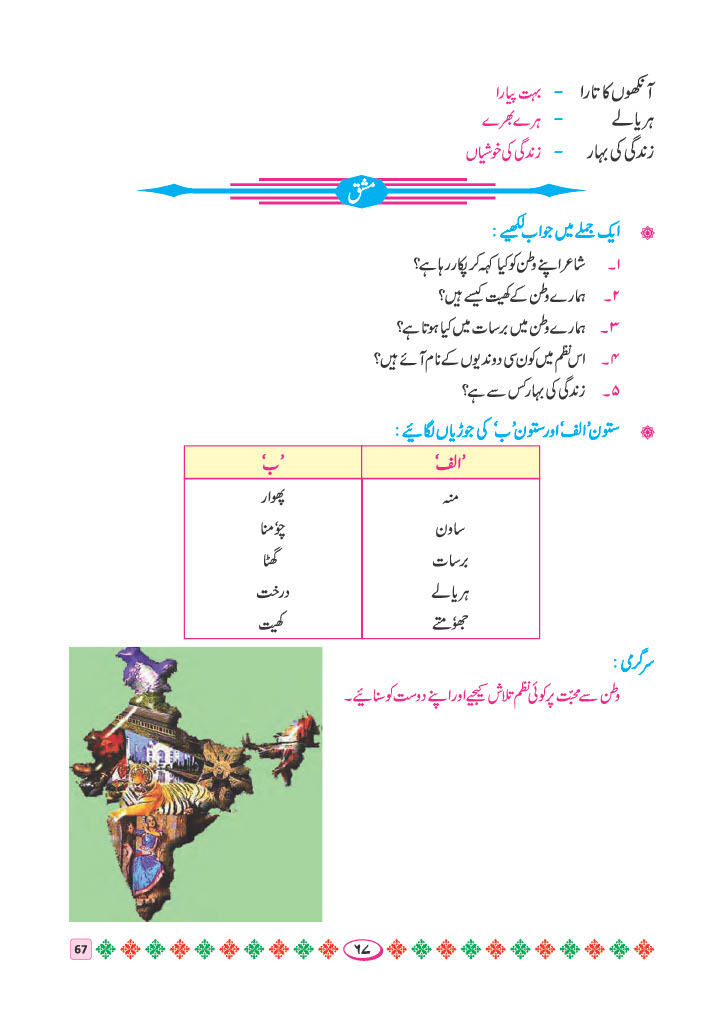 آنکھوں کا تارا – بہت پیارا
ہریالے – ہرے بھرے
زندگی کی بہار – زندگی کی خوشیاں
مشق
ایک جملے میں جواب لکھیے :
۱۔ شاعر اپنے وطن کو کیا کہہ کر پکار رہا ہے؟
۲۔ ہمارے وطن کے کھیت کیسے ہیں؟
۳۔ ہمارے وطن میں برسات میں کیا ہوتا ہے؟
۴۔ اس نظم میں کون سی دو ندیوں کے نام آئے ہیں؟
۵۔ زندگی کی بہار کس سے ہے؟
ستون ’الف‘ اور ستون ’ب‘ کی جوڑیاں لگائیے :
’الف‘ ’ب‘
منہ پھوار
ساون چوٗمنا
برسات گھٹا
ہریالے درخت
جھوٗمتے کھیت
سرگرمی :
وطن سے محبّت پر کوئی نظم تلاش کیجیے اور اپنے دوست کو سنائیے۔
67 ۶۷